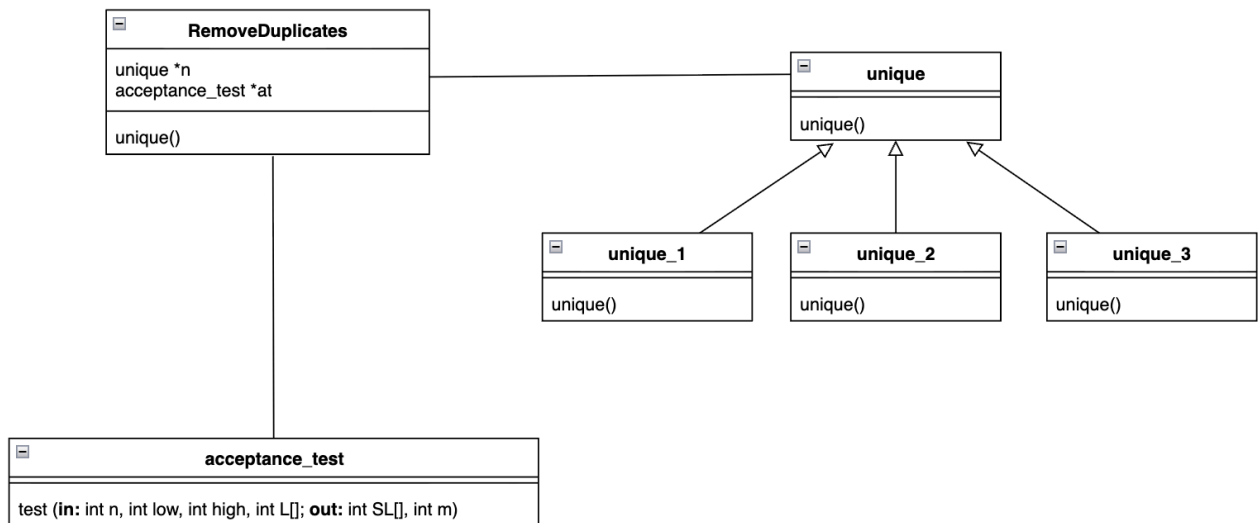 RemoveDuplicates
unique *n
acceptance_test *at
unique()
unique
unique()
unique_1
unique()
unique_2
unique()
unique_3
unique()
acceptance_test
test (in: int n, int low, int high, int L[]; out: int SL[], int m)